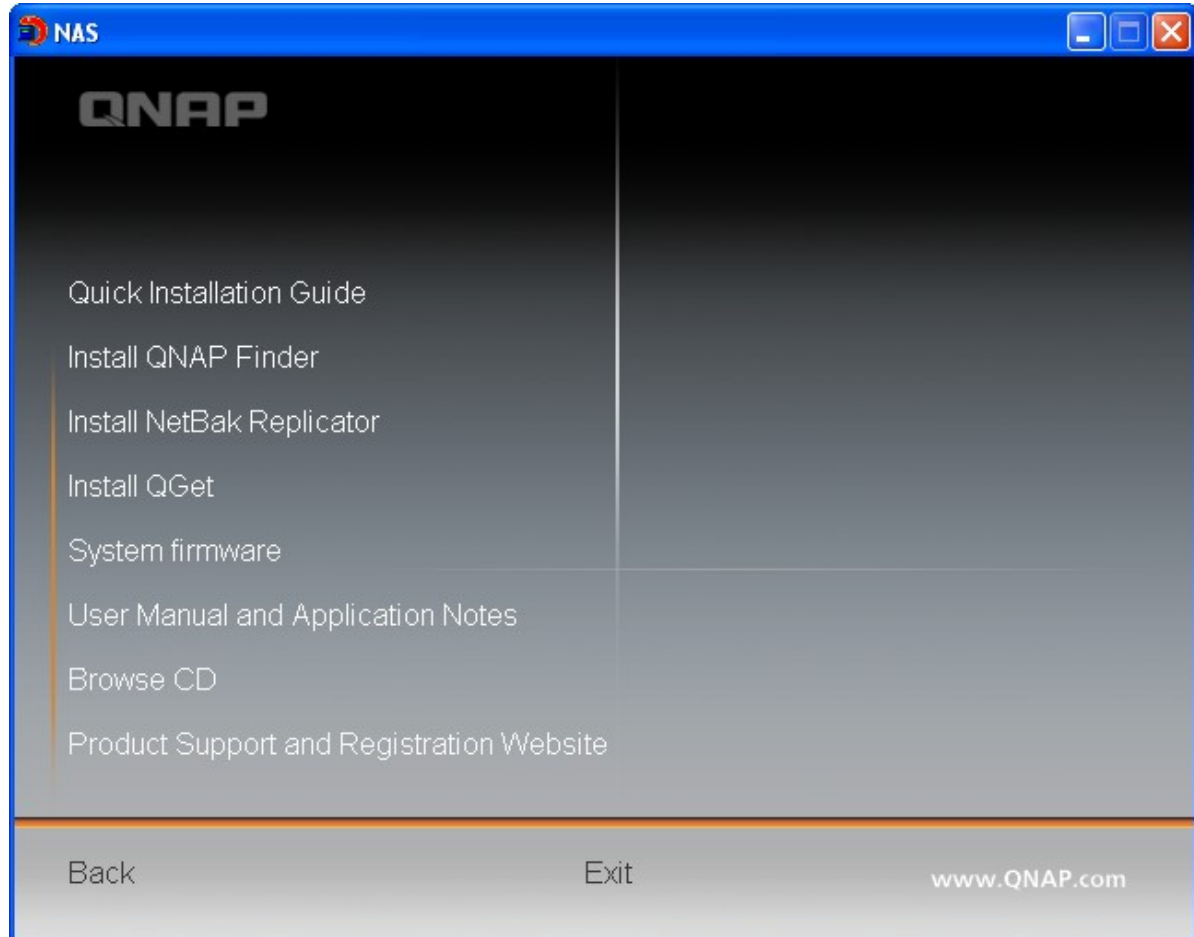 NAS
QNAP
Quick Installation Guide
Install QNAP Finder
Install NetBak Replicator
Install QGet
System firmware
User Manual and Application Notes
Browse CD
Product Support and Registration Website
Back Exit www.QNAP.com